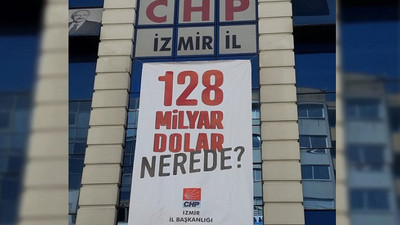 CHP
İZMİR İL
128
MİLYAR
DOLAR
NEREDE?
CHP
İZMİR
İL BAŞKANLIĞI